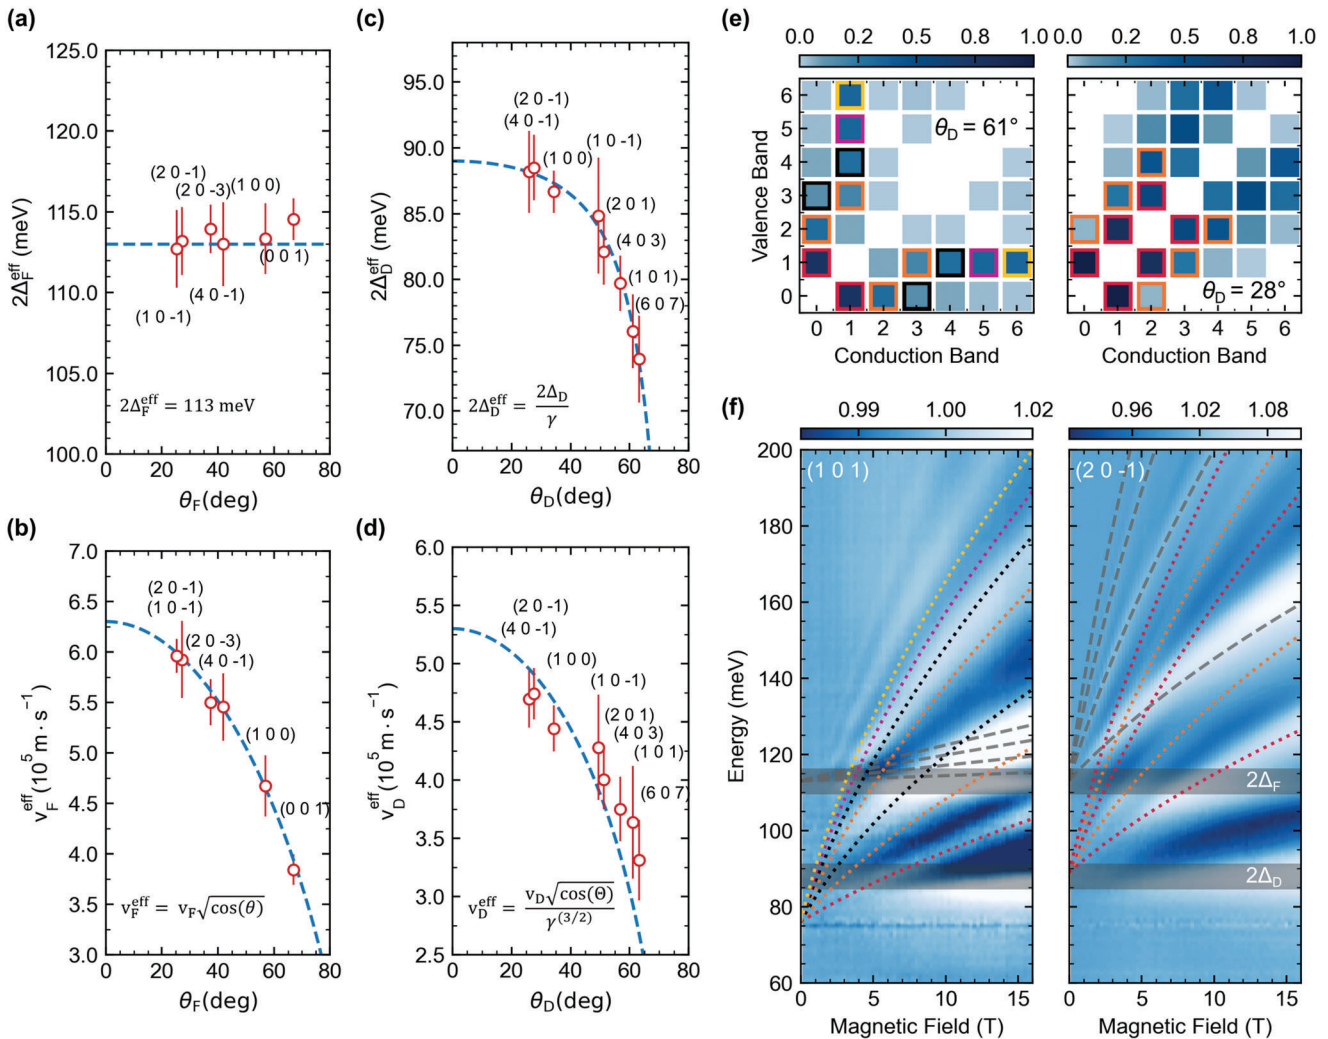 (a)
125.0
120.0
115.0
110.0
105.0
100.0
2Δ_F^eff (meV)
(2 0 -1)
(2 0 -3)
(1 0 0)
(0 0 1)
(4 0 -1)
(1 0 -1)
2Δ_F^eff = 113 meV
0 20 40 60 80
θ_F(deg)
(b)
7.0
6.5
6.0
5.5
5.0
4.5
4.0
3.5
3.0
v_F^eff (10^5 m · s^−1)
(2 0 -1)
(1 0 -1)
(2 0 -3)
(4 0 -1)
(1 0 0)
(0 0 1)
v_F^eff = v_F√cos(θ)
0 20 40 60 80
θ_F(deg)
(c)
95.0
90.0
85.0
80.0
75.0
70.0
2Δ_D^eff (meV)
(2 0 -1)
(4 0 -1)
(1 0 0)
(1 0 -1)
(2 0 1)
(4 0 3)
(1 0 1)
(6 0 7)
2Δ_D^eff = 2Δ_D / γ
0 20 40 60 80
θ_D(deg)
(d)
6.0
5.5
5.0
4.5
4.0
3.5
3.0
2.5
v_D^eff (10^5 m · s^−1)
(2 0 -1)
(4 0 -1)
(1 0 0)
(1 0 -1)
(2 0 1)
(4 0 3)
(1 0 1)
(6 0 7)
v_D^eff = v_D√cos(Θ) / γ^(3/2)
0 20 40 60 80
θ_D(deg)
(e)
0.0 0.2 0.5 0.8 1.0
6
5
4
3
2
1
0
Valence Band
θ_D = 61°
0 1 2 3 4 5 6
Conduction Band
0.0 0.2 0.5 0.8 1.0
θ_D = 28°
0 1 2 3 4 5 6
Conduction Band
(f)
0.99 1.00 1.02
200
180
160
140
120
100
80
60
Energy (meV)
(1 0 1)
0 5 10 15
Magnetic Field (T)
0.96 1.02 1.08
(2 0 -1)
2Δ_F
2Δ_D
0 5 10 15
Magnetic Field (T)